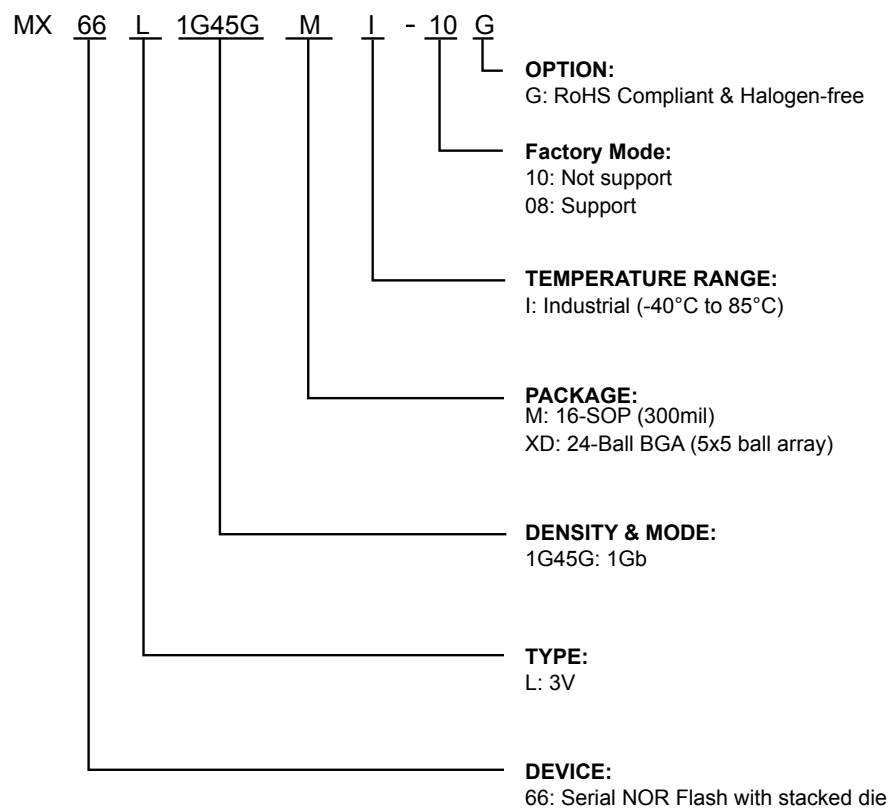 MX 66 L 1G45G M I - 10 G
OPTION:
G: RoHS Compliant & Halogen-free
Factory Mode:
10: Not support
08: Support
TEMPERATURE RANGE:
I: Industrial (-40°C to 85°C)
PACKAGE:
M: 16-SOP (300mil)
XD: 24-Ball BGA (5x5 ball array)
DENSITY & MODE:
1G45G: 1Gb
TYPE:
L: 3V
DEVICE:
66: Serial NOR Flash with stacked die